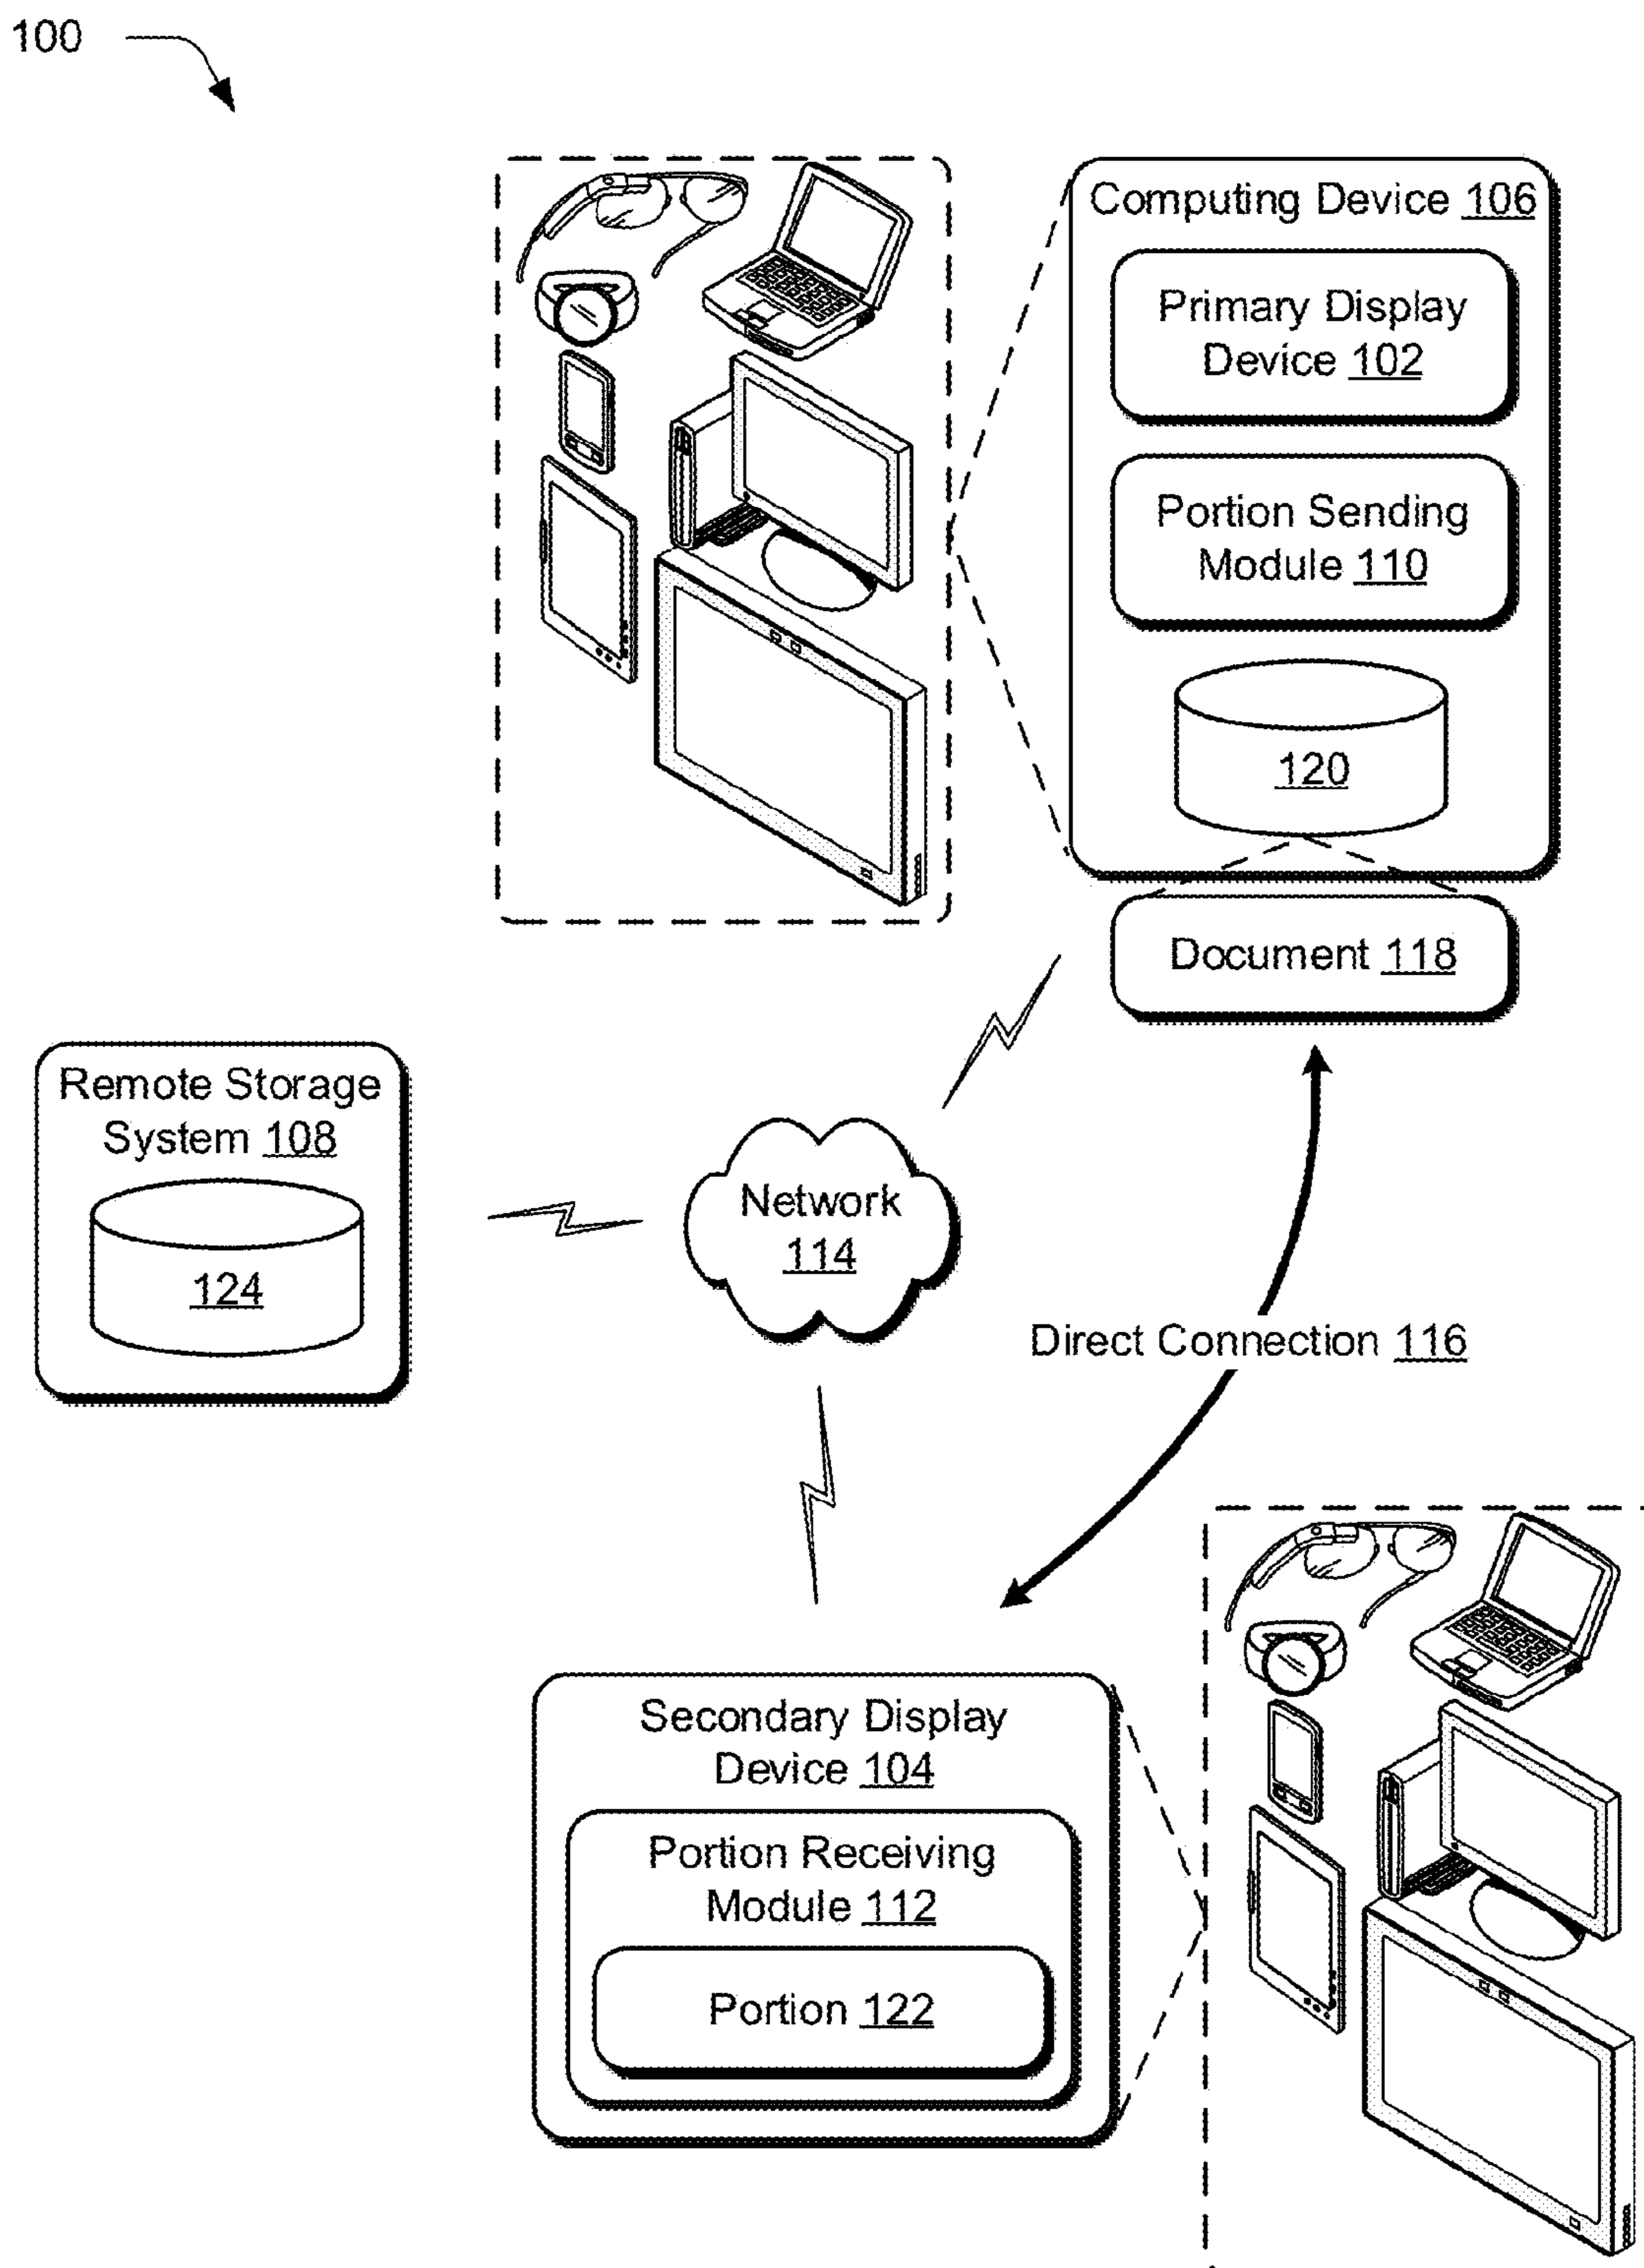 100
Computing Device 106
Primary Display
Device 102
Portion Sending
Module 110
120
Document 118
Remote Storage
System 108
124
Network
114
Direct Connection 116
Secondary Display
Device 104
Portion Receiving
Module 112
Portion 122